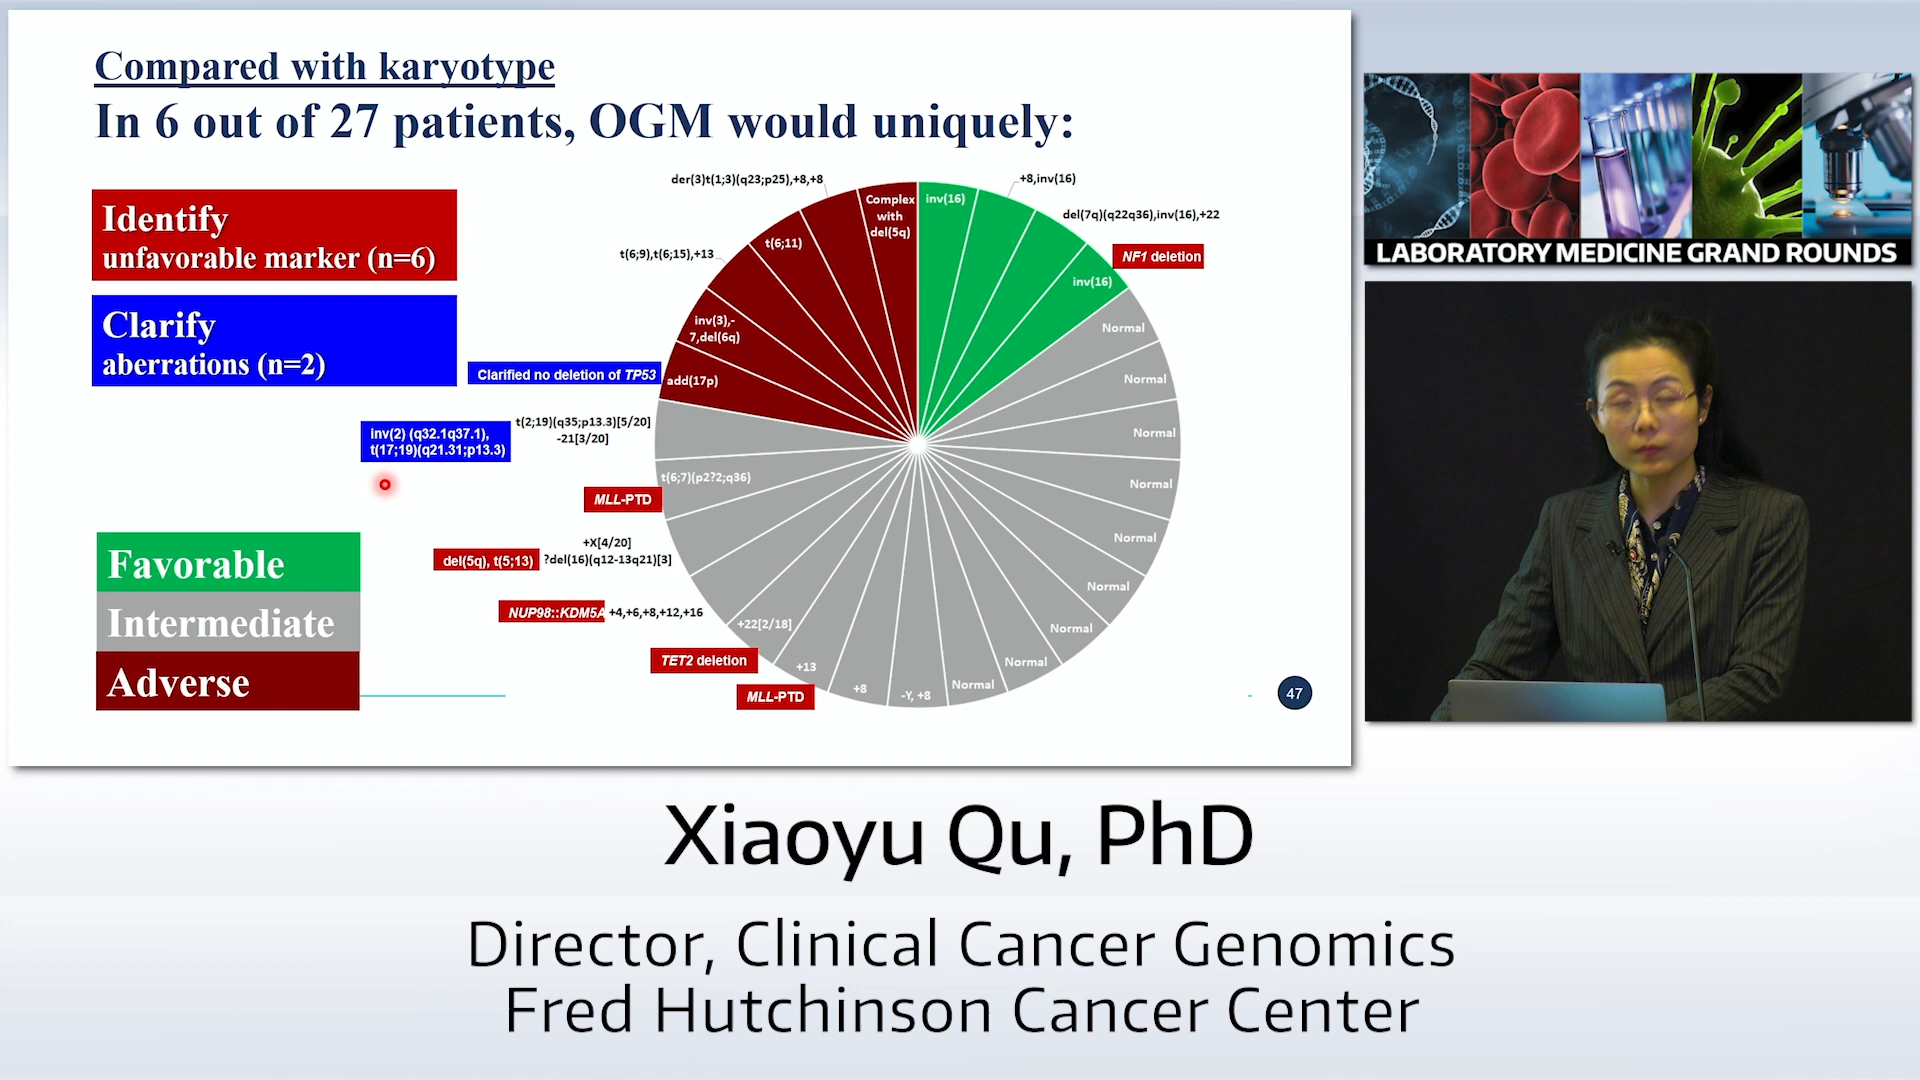 Compared with karyotype
In 6 out of 27 patients, OGM would uniquely:
Identify
unfavorable marker (n=6)
Clarify
aberrations (n=2)
Favorable
Intermediate
Adverse
inv(16)
+8,inv(16)
del(7q)(q22q36),inv(16),+22
NF1 deletion
inv(16)
Normal
Normal
Normal
Normal
Normal
Normal
Normal
Normal
Normal
-Y, +8
+8
+13
MLL-PTD
+22[2/18]
TET2 deletion
NUP98::KDM5A
+4,+6,+8,+12,+16
del(5q), t(5;13)
+X[4/20]
?del(16)(q12-13q21)[3]
t(6;7)(p2?2;q36)
MLL-PTD
t(2;19)(q35;p13.3)[5/20]
-21[3/20]
inv(2) (q32.1q37.1),
t(17;19)(q21.31;p13.3)
add(17p)
Clarified no deletion of TP53
inv(3),-
7,del(6q)
t(6;9),t(6;15),+13
t(6;11)
der(3)t(1;3)(q23;p25),+8,+8
Complex
with
del(5q)
47
LABORATORY MEDICINE GRAND ROUNDS
Xiaoyu Qu, PhD
Director, Clinical Cancer Genomics
Fred Hutchinson Cancer Center